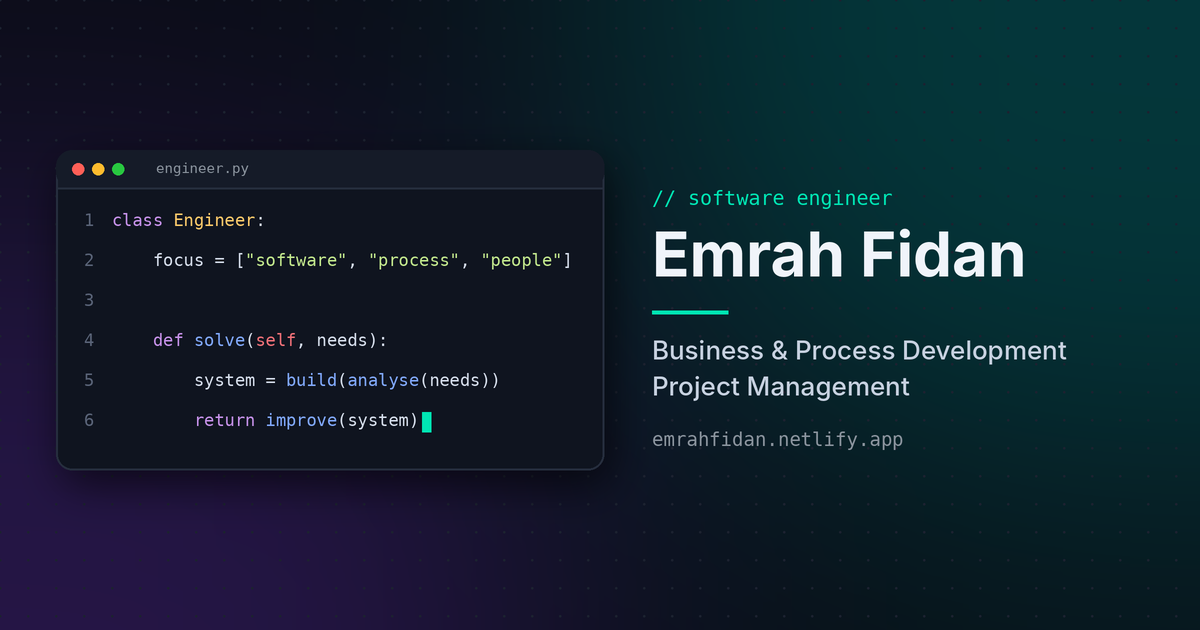 engineer.py
1 class Engineer:
2     focus = ["software", "process", "people"]
3
4     def solve(self, needs):
5         system = build(analyse(needs))
6         return improve(system)
// software engineer
Emrah Fidan
Business & Process Development
Project Management
emrahfidan.netlify.app